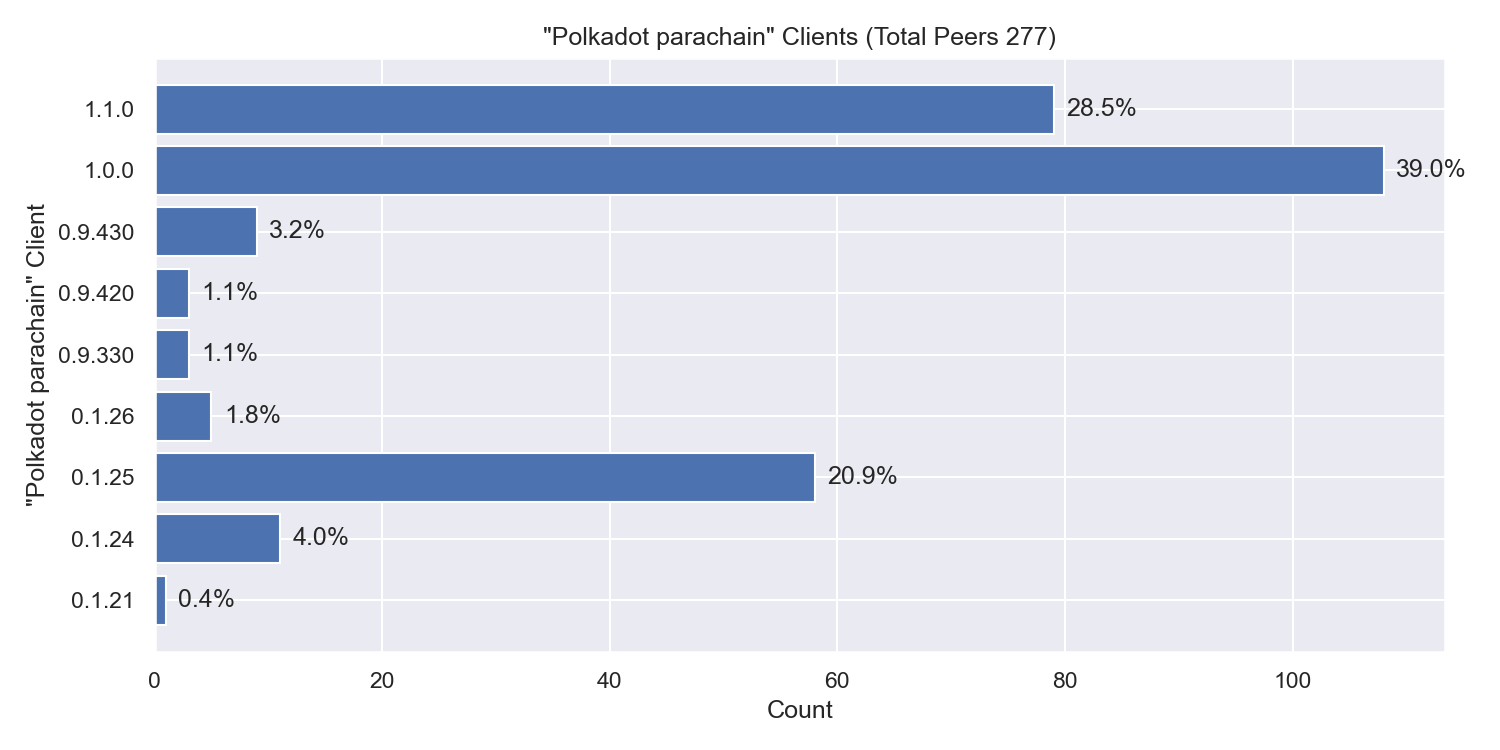 "Polkadot parachain" Clients (Total Peers 277)
"Polkadot parachain" Client
1.1.0 28.5%
1.0.0 39.0%
0.9.430 3.2%
0.9.420 1.1%
0.9.330 1.1%
0.1.26 1.8%
0.1.25 20.9%
0.1.24 4.0%
0.1.21 0.4%
0 20 40 60 80 100
Count